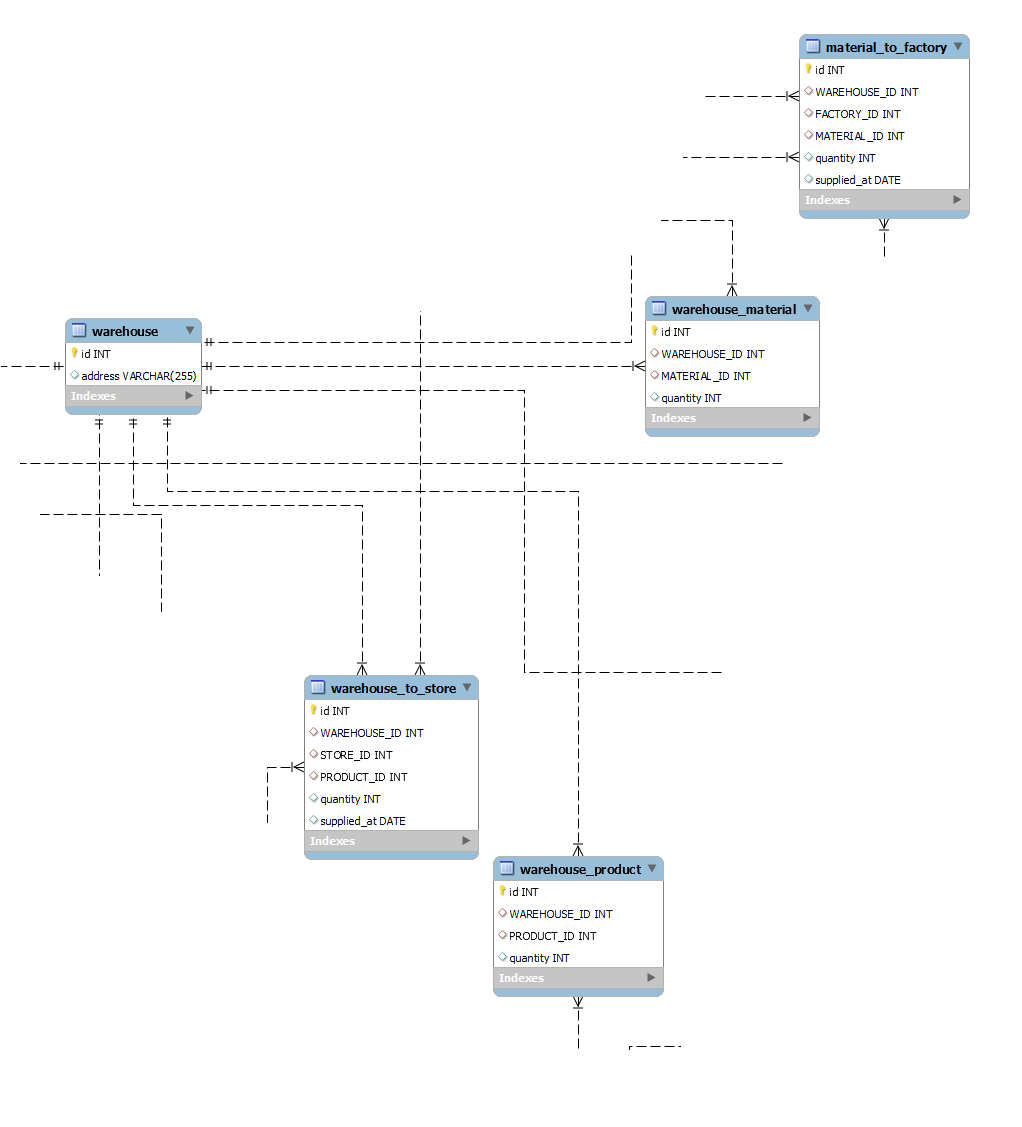 material_to_factory
id INT
WAREHOUSE_ID INT
FACTORY_ID INT
MATERIAL_ID INT
quantity INT
supplied_at DATE
Indexes
warehouse_material
id INT
WAREHOUSE_ID INT
MATERIAL_ID INT
quantity INT
Indexes
warehouse
id INT
address VARCHAR(255)
Indexes
warehouse_to_store
id INT
WAREHOUSE_ID INT
STORE_ID INT
PRODUCT_ID INT
quantity INT
supplied_at DATE
Indexes
warehouse_product
id INT
WAREHOUSE_ID INT
PRODUCT_ID INT
quantity INT
Indexes